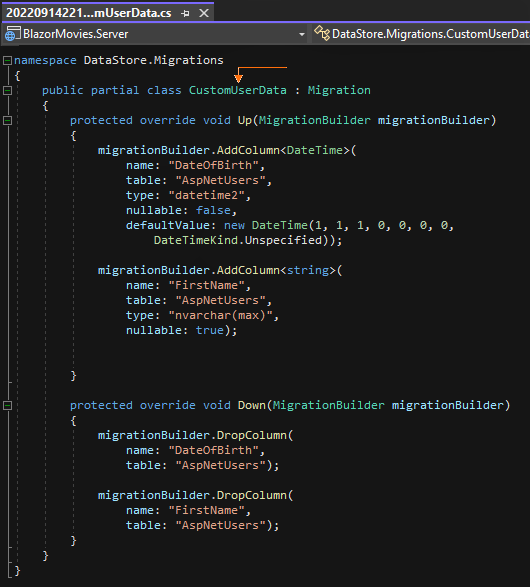 20220914221...mUserData.cs
BlazorMovies.Server
DataStore.Migrations.CustomUserData
namespace DataStore.Migrations
{
public partial class CustomUserData : Migration
{
protected override void Up(MigrationBuilder migrationBuilder)
{
migrationBuilder.AddColumn<DateTime>(
name: "DateOfBirth",
table: "AspNetUsers",
type: "datetime2",
nullable: false,
defaultValue: new DateTime(1, 1, 1, 0, 0, 0, 0,
DateTimeKind.Unspecified));
migrationBuilder.AddColumn<string>(
name: "FirstName",
table: "AspNetUsers",
type: "nvarchar(max)",
nullable: true);
}
protected override void Down(MigrationBuilder migrationBuilder)
{
migrationBuilder.DropColumn(
name: "DateOfBirth",
table: "AspNetUsers");
migrationBuilder.DropColumn(
name: "FirstName",
table: "AspNetUsers");
}
}
}